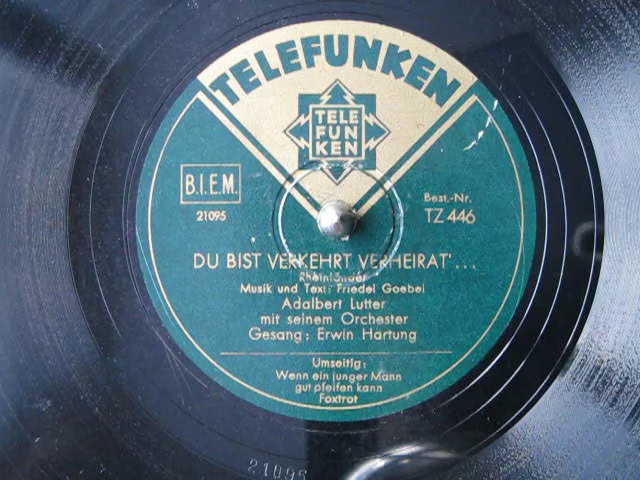 TELEFUNKEN
TELE
FUN
KEN
B.I.E.M.
21095
Best.-Nr.
TZ 446
DU BIST VERKEHRT VERHEIRAT'...
Rheinländer
Musik und Text: Friedel Goebel
Adalbert Lutter
mit seinem Orchester
Gesang: Erwin Hartung
Umseitig:
Wenn ein junger Mann
gut pfeifen kann
Foxtrot
21095